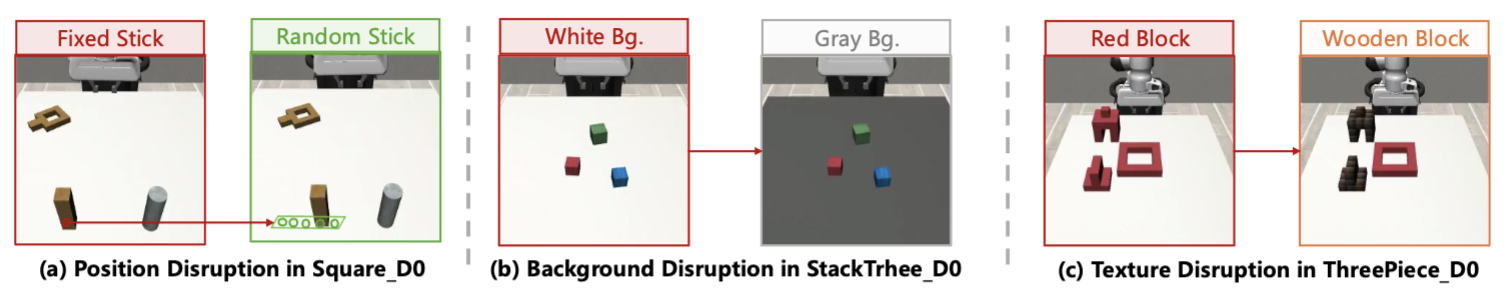 Fixed Stick
Random Stick
White Bg.
Gray Bg.
Red Block
Wooden Block
(a) Position Disruption in Square_D0
(b) Background Disruption in StackTrhee_D0
(c) Texture Disruption in ThreePiece_D0